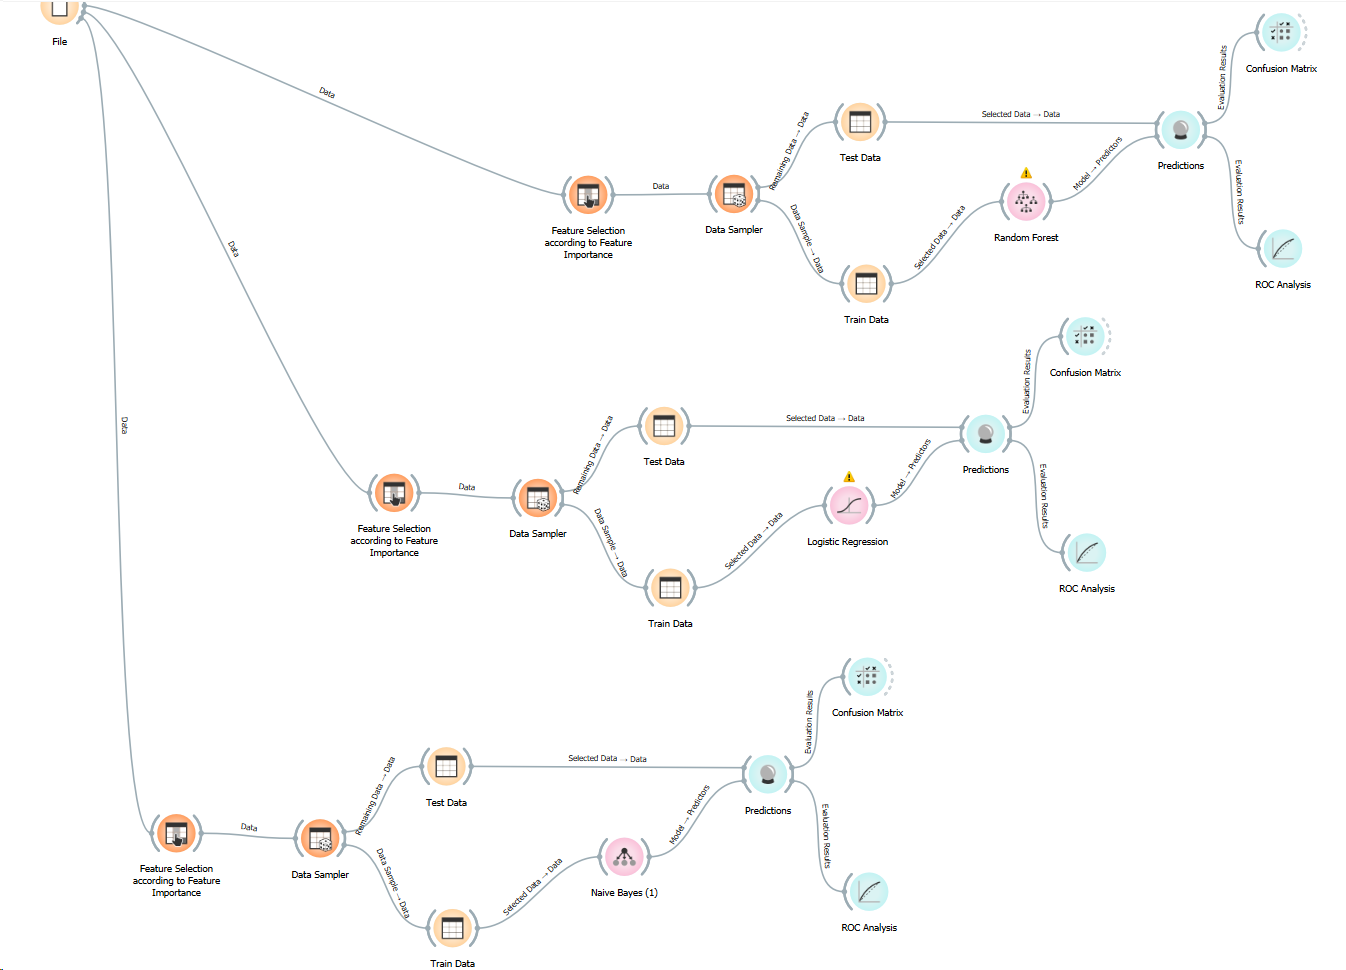 File
Data
Data
Data
Feature Selection
according to Feature
Importance
Data
Data Sampler
Remaining Data → Data
Data Sample → Data
Test Data
Train Data
Selected Data → Data
Selected Data → Data
Random Forest
Model → Predictors
Predictions
Evaluation Results
Evaluation Results
Confusion Matrix
ROC Analysis
Feature Selection
according to Feature
Importance
Data
Data Sampler
Remaining Data → Data
Data Sample → Data
Test Data
Train Data
Selected Data → Data
Selected Data → Data
Logistic Regression
Model → Predictors
Predictions
Evaluation Results
Evaluation Results
Confusion Matrix
ROC Analysis
Feature Selection
according to Feature
Importance
Data
Data Sampler
Remaining Data → Data
Data Sample → Data
Test Data
Train Data
Selected Data → Data
Selected Data → Data
Naive Bayes (1)
Model → Predictors
Predictions
Evaluation Results
Evaluation Results
Confusion Matrix
ROC Analysis